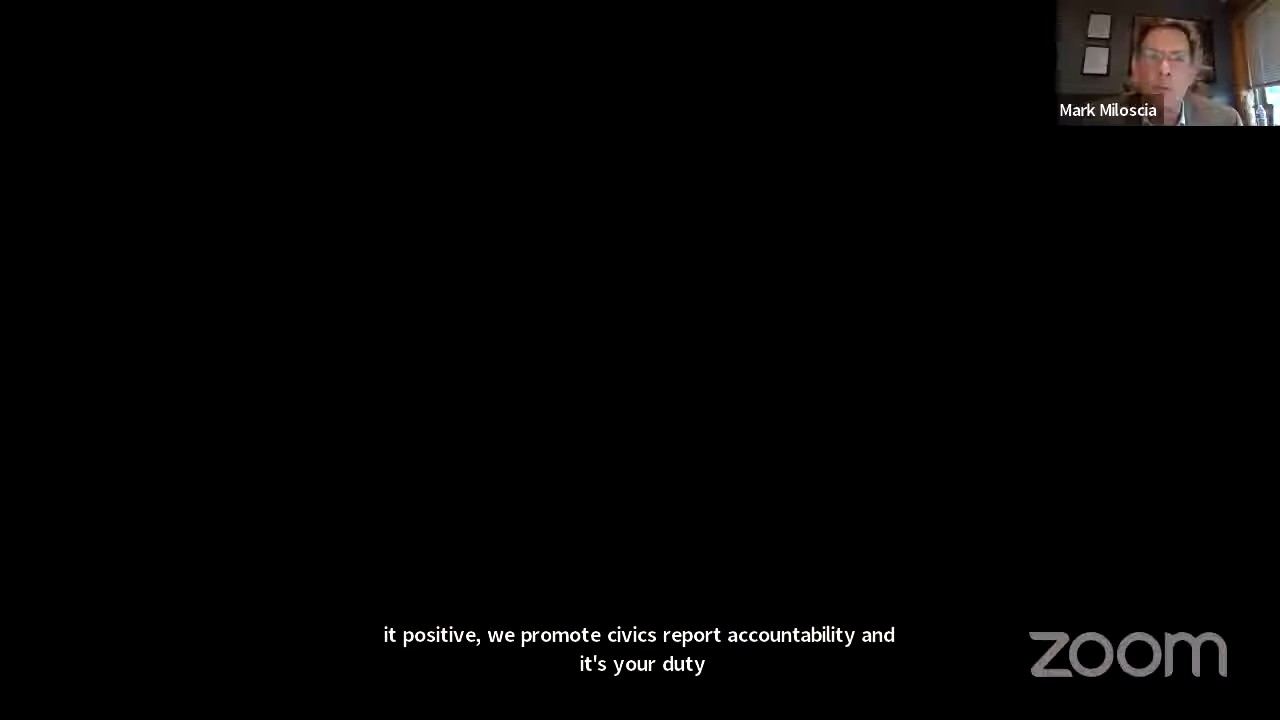 Mark Miloscia
it positive, we promote civics report accountability and
it's your duty
zoom